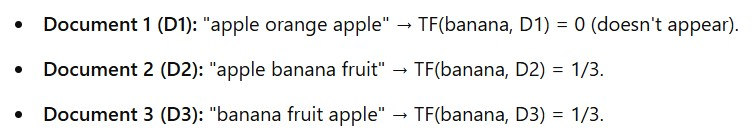 • Document 1 (D1): "apple orange apple" → TF(banana, D1) = 0 (doesn't appear).
• Document 2 (D2): "apple banana fruit" → TF(banana, D2) = 1/3.
• Document 3 (D3): "banana fruit apple" → TF(banana, D3) = 1/3.